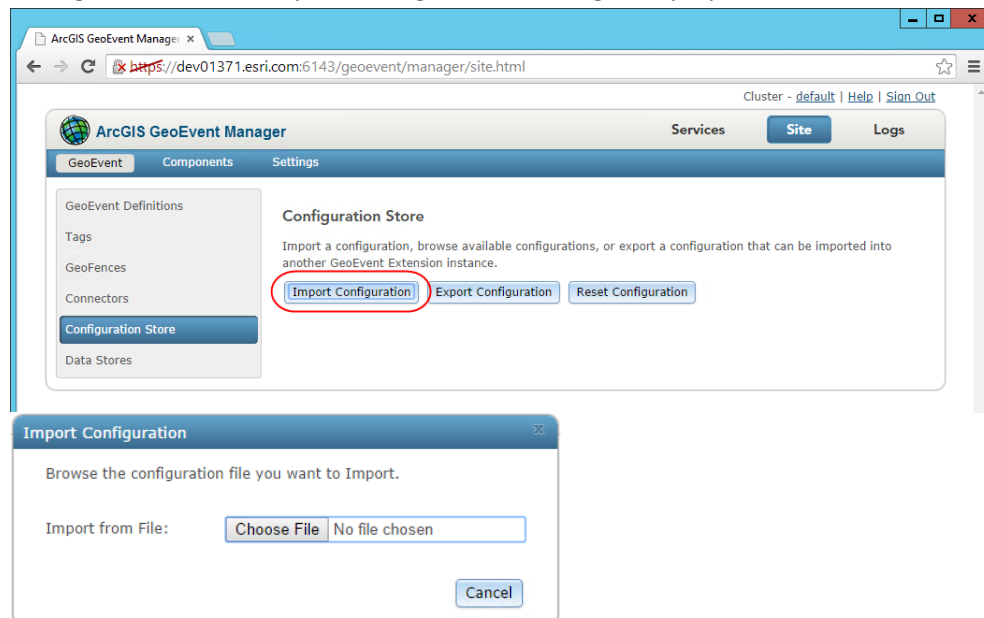 ArcGIS GeoEvent Manager ×
https://dev01371.esri.com:6143/geoevent/manager/site.html
Cluster - default | Help | Sign Out
ArcGIS GeoEvent Manager
Services Site Logs
GeoEvent Components Settings
GeoEvent Definitions
Tags
GeoFences
Connectors
Configuration Store
Data Stores
Configuration Store
Import a configuration, browse available configurations, or export a configuration that can be imported into
another GeoEvent Extension instance.
Import Configuration Export Configuration Reset Configuration
Import Configuration x
Browse the configuration file you want to Import.
Import from File: Choose File No file chosen
Cancel